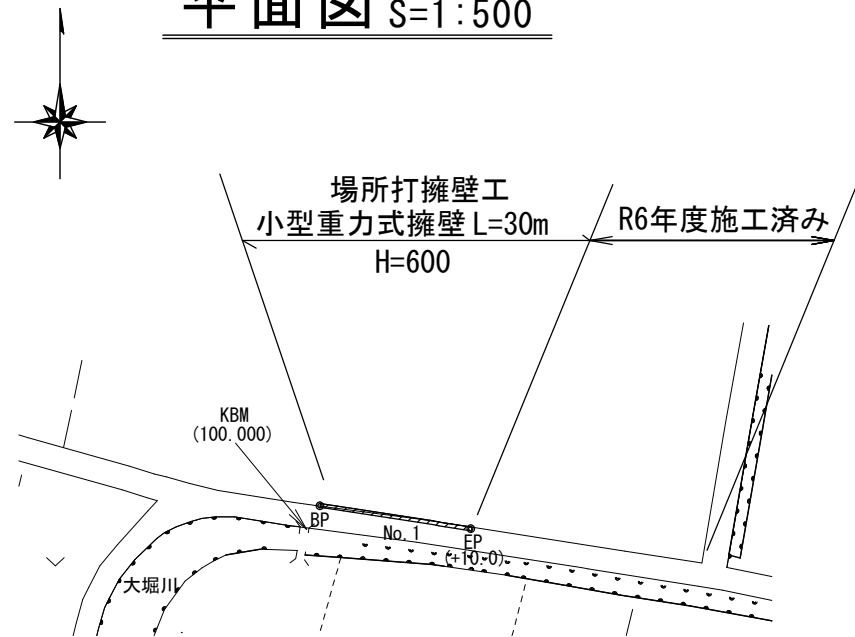 平面図 S=1:500
場所打擁壁工
小型重力式擁壁 L=30m
H=600
R6年度施工済み
KBM
(100.000)
BP
No.1
EP
(+10.0)
大堀川